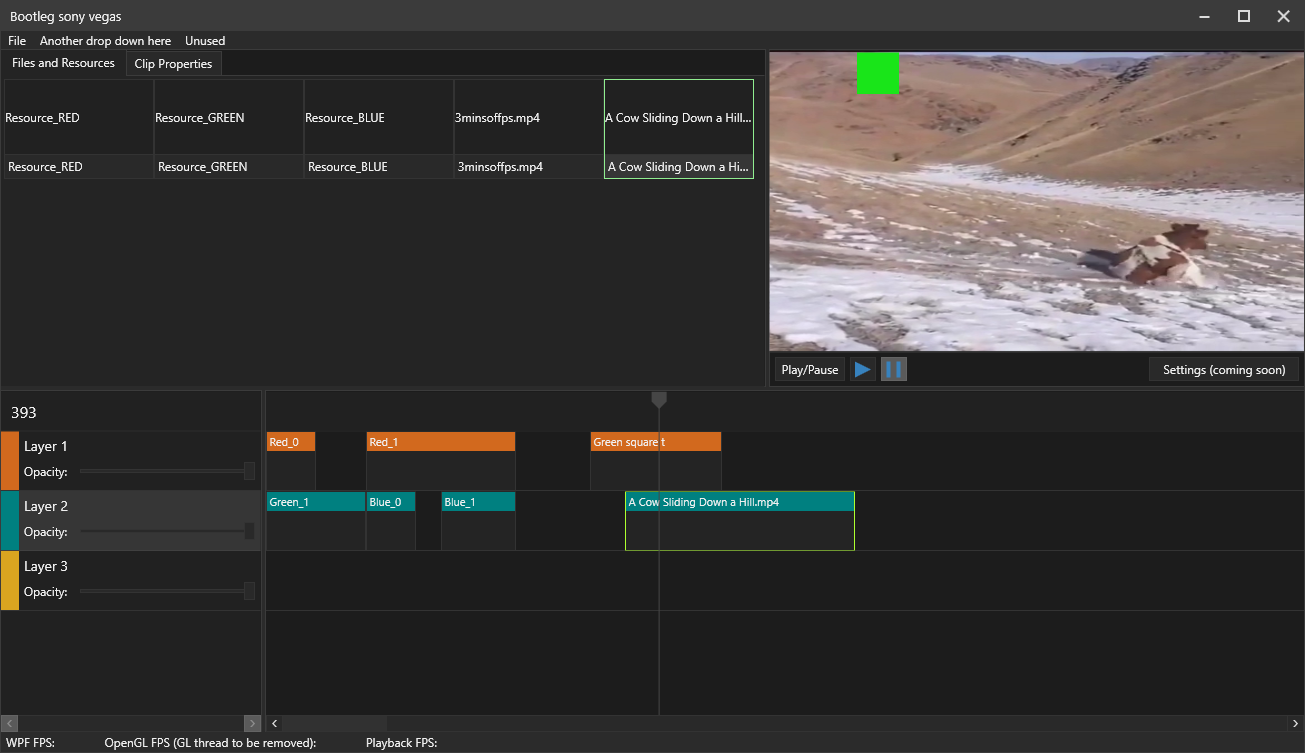 Bootleg sony vegas
File Another drop down here Unused
Files and Resources Clip Properties
Resource_RED Resource_GREEN Resource_BLUE 3minsoffps.mp4 A Cow Sliding Down a Hill...
Resource_RED Resource_GREEN Resource_BLUE 3minsoffps.mp4 A Cow Sliding Down a Hi...
Play/Pause Settings (coming soon)
393
Layer 1
Opacity:
Red_0 Red_1 Green square
Layer 2
Opacity:
Green_1 Blue_0 Blue_1 A Cow Sliding Down a Hill.mp4
Layer 3
Opacity:
WPF FPS: OpenGL FPS (GL thread to be removed): Playback FPS: